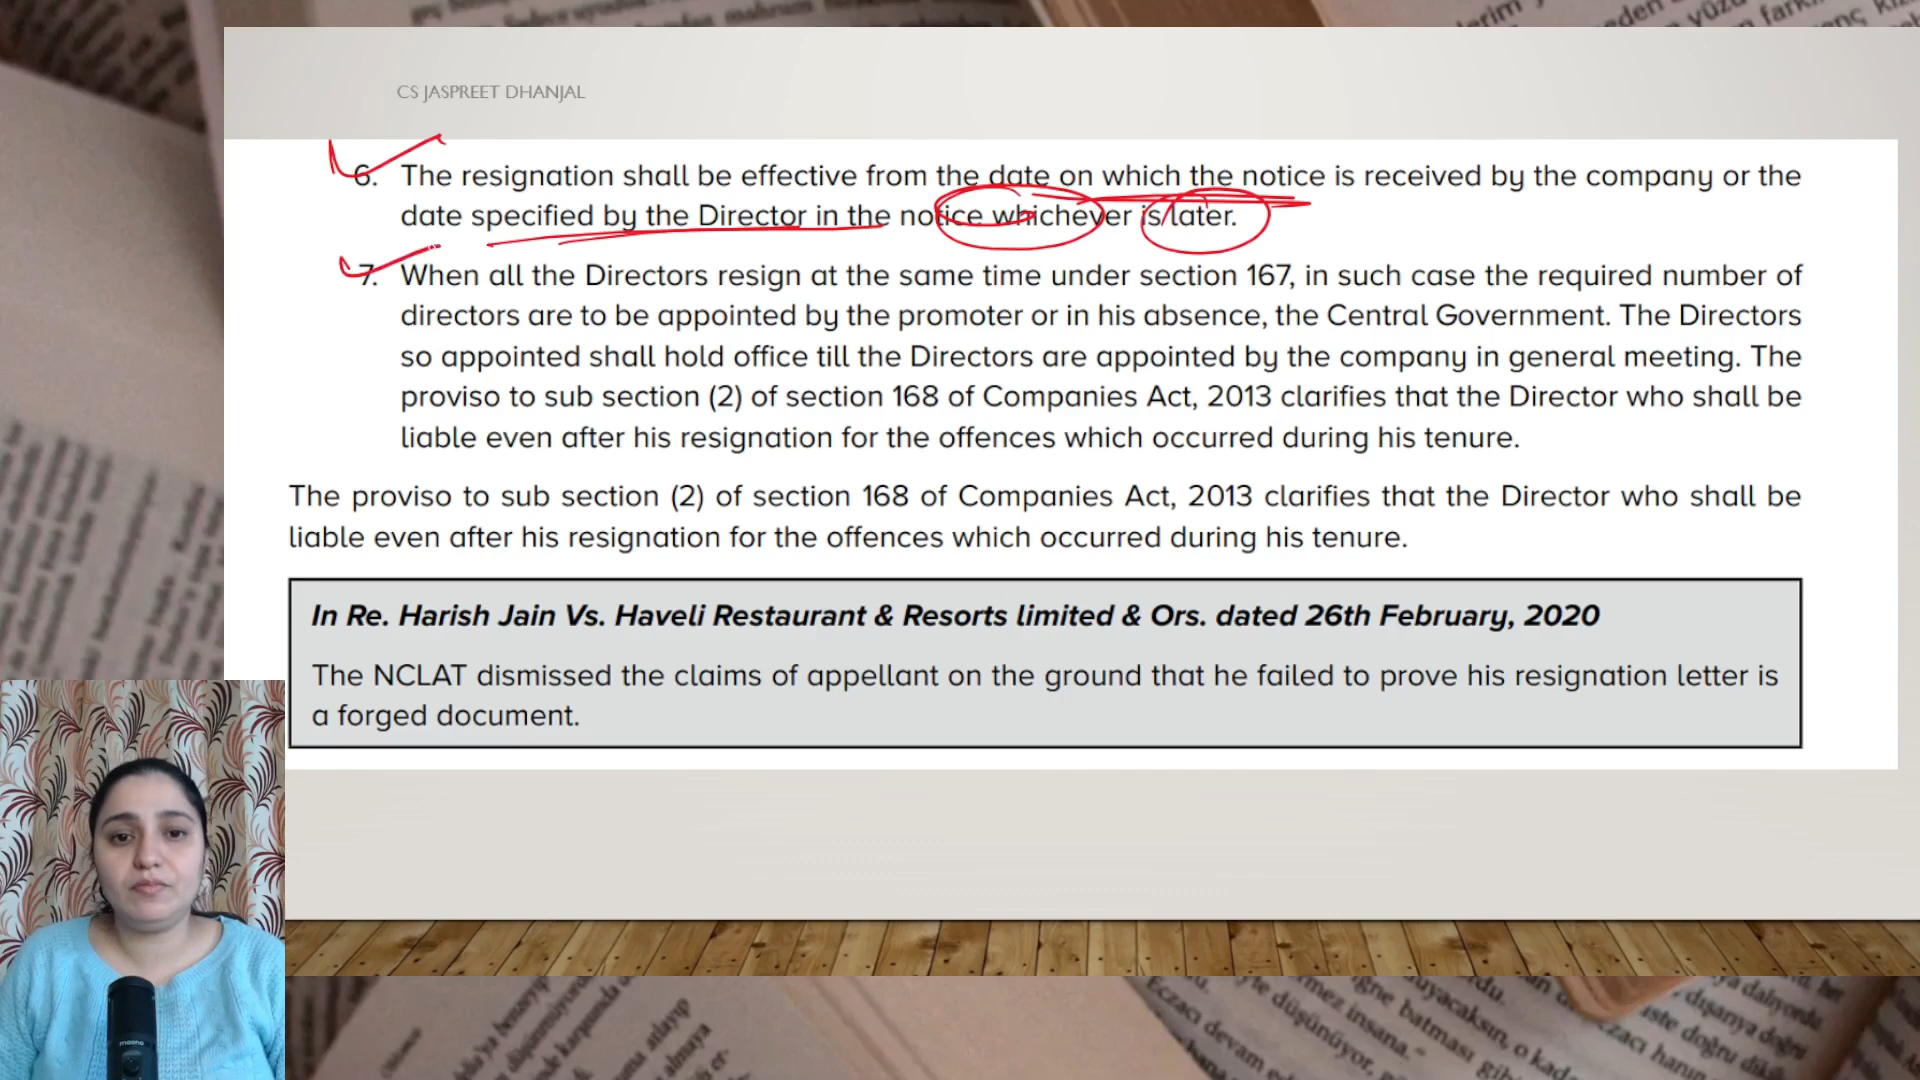 CS JASPREET DHANJAL
6. The resignation shall be effective from the date on which the notice is received by the company or the
date specified by the Director in the notice whichever is later.
7. When all the Directors resign at the same time under section 167, in such case the required number of
directors are to be appointed by the promoter or in his absence, the Central Government. The Directors
so appointed shall hold office till the Directors are appointed by the company in general meeting. The
proviso to sub section (2) of section 168 of Companies Act, 2013 clarifies that the Director who shall be
liable even after his resignation for the offences which occurred during his tenure.
The proviso to sub section (2) of section 168 of Companies Act, 2013 clarifies that the Director who shall be
liable even after his resignation for the offences which occurred during his tenure.
In Re. Harish Jain Vs. Haveli Restaurant & Resorts limited & Ors. dated 26th February, 2020
The NCLAT dismissed the claims of appellant on the ground that he failed to prove his resignation letter is
a forged document.
maono